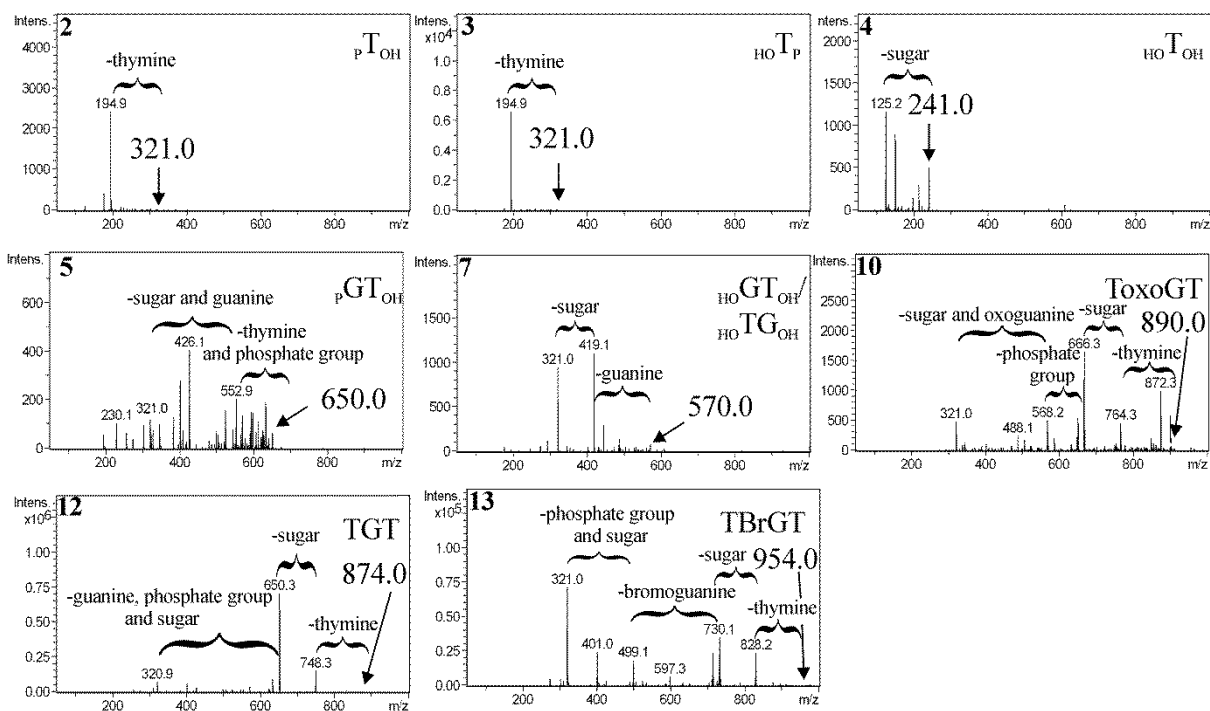 2
Intens.
4000
3000
2000
1000
0
-thymine
194.9
321.0
PTOH
200 400 600 800 m/z
3
Intens.
x10⁴
1.0
0.8
0.6
0.4
0.2
0.0
-thymine
194.9
321.0
HOTP
200 400 600 800 m/z
4
ntens.
2000
1500
1000
500
0
-sugar
125.2
241.0
HOTOH
200 400 600 800 m/z
5
Intens.
600
400
200
0
-sugar and guanine
426.1
-thymine
and phosphate group
552.9
230.1
321.0
650.0
PGTOH
200 400 600 800 m/z
7
Intens.
1500
1000
500
0
-sugar
419.1
321.0
-guanine
570.0
HOGTOH/
HOTGOH
200 400 600 800 m/z
10
Intens.
2500
2000
1500
1000
500
0
ToxoGT
890.0
-sugar and oxoguanine
-sugar
666.3
-phosphate
group
-thymine
872.3
321.0
488.1
568.2
764.3
200 400 600 800 m/z
12
Intens.
x10⁶
1.00
0.75
0.50
0.25
0.00
TGT
874.0
-sugar
650.3
-guanine, phosphate group
and sugar
-thymine
320.9
748.3
200 400 600 800 m/z
13
Intens.
x10⁵
1.00
0.75
0.50
0.25
0.00
TBrGT
954.0
-phosphate group
and sugar
-sugar
321.0
-bromoguanine
730.1
-thymine
401.0
499.1
597.3
828.2
200 400 600 800 m/z